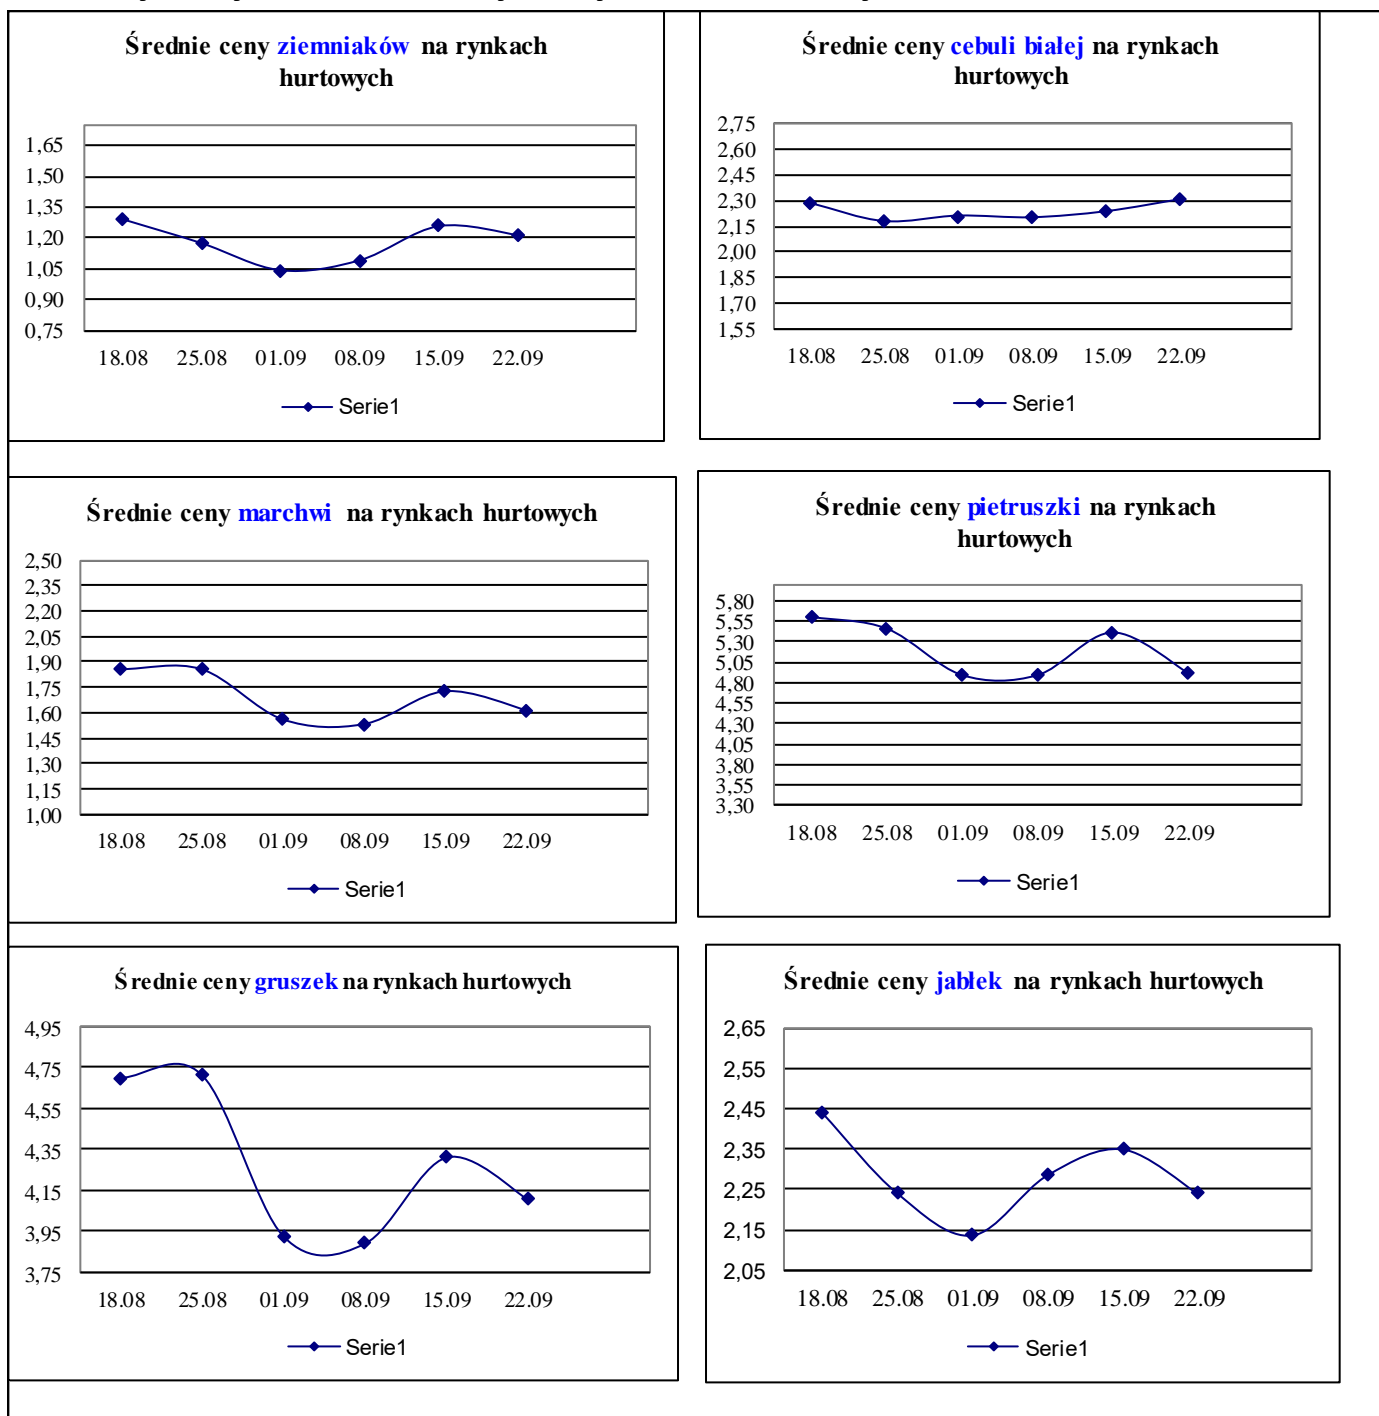 Średnie ceny ziemniaków na rynkach
hurtowych
1,65
1,50
1,35
1,20
1,05
0,90
0,75
18.08 25.08 01.09 08.09 15.09 22.09
Serie1
Średnie ceny cebuli białej na rynkach
hurtowych
2,75
2,60
2,45
2,30
2,15
2,00
1,85
1,70
1,55
18.08 25.08 01.09 08.09 15.09 22.09
Serie1
Średnie ceny marchwi na rynkach hurtowych
2,50
2,35
2,20
2,05
1,90
1,75
1,60
1,45
1,30
1,15
1,00
18.08 25.08 01.09 08.09 15.09 22.09
Serie1
Średnie ceny pietruszki na rynkach
hurtowych
5,80
5,55
5,30
5,05
4,80
4,55
4,30
4,05
3,80
3,55
3,30
18.08 25.08 01.09 08.09 15.09 22.09
Serie1
Średnie ceny gruszek na rynkach hurtowych
4,95
4,75
4,55
4,35
4,15
3,95
3,75
18.08 25.08 01.09 08.09 15.09 22.09
Serie1
Średnie ceny jabłek na rynkach hurtowych
2,65
2,55
2,45
2,35
2,25
2,15
2,05
18.08 25.08 01.09 08.09 15.09 22.09
Serie1